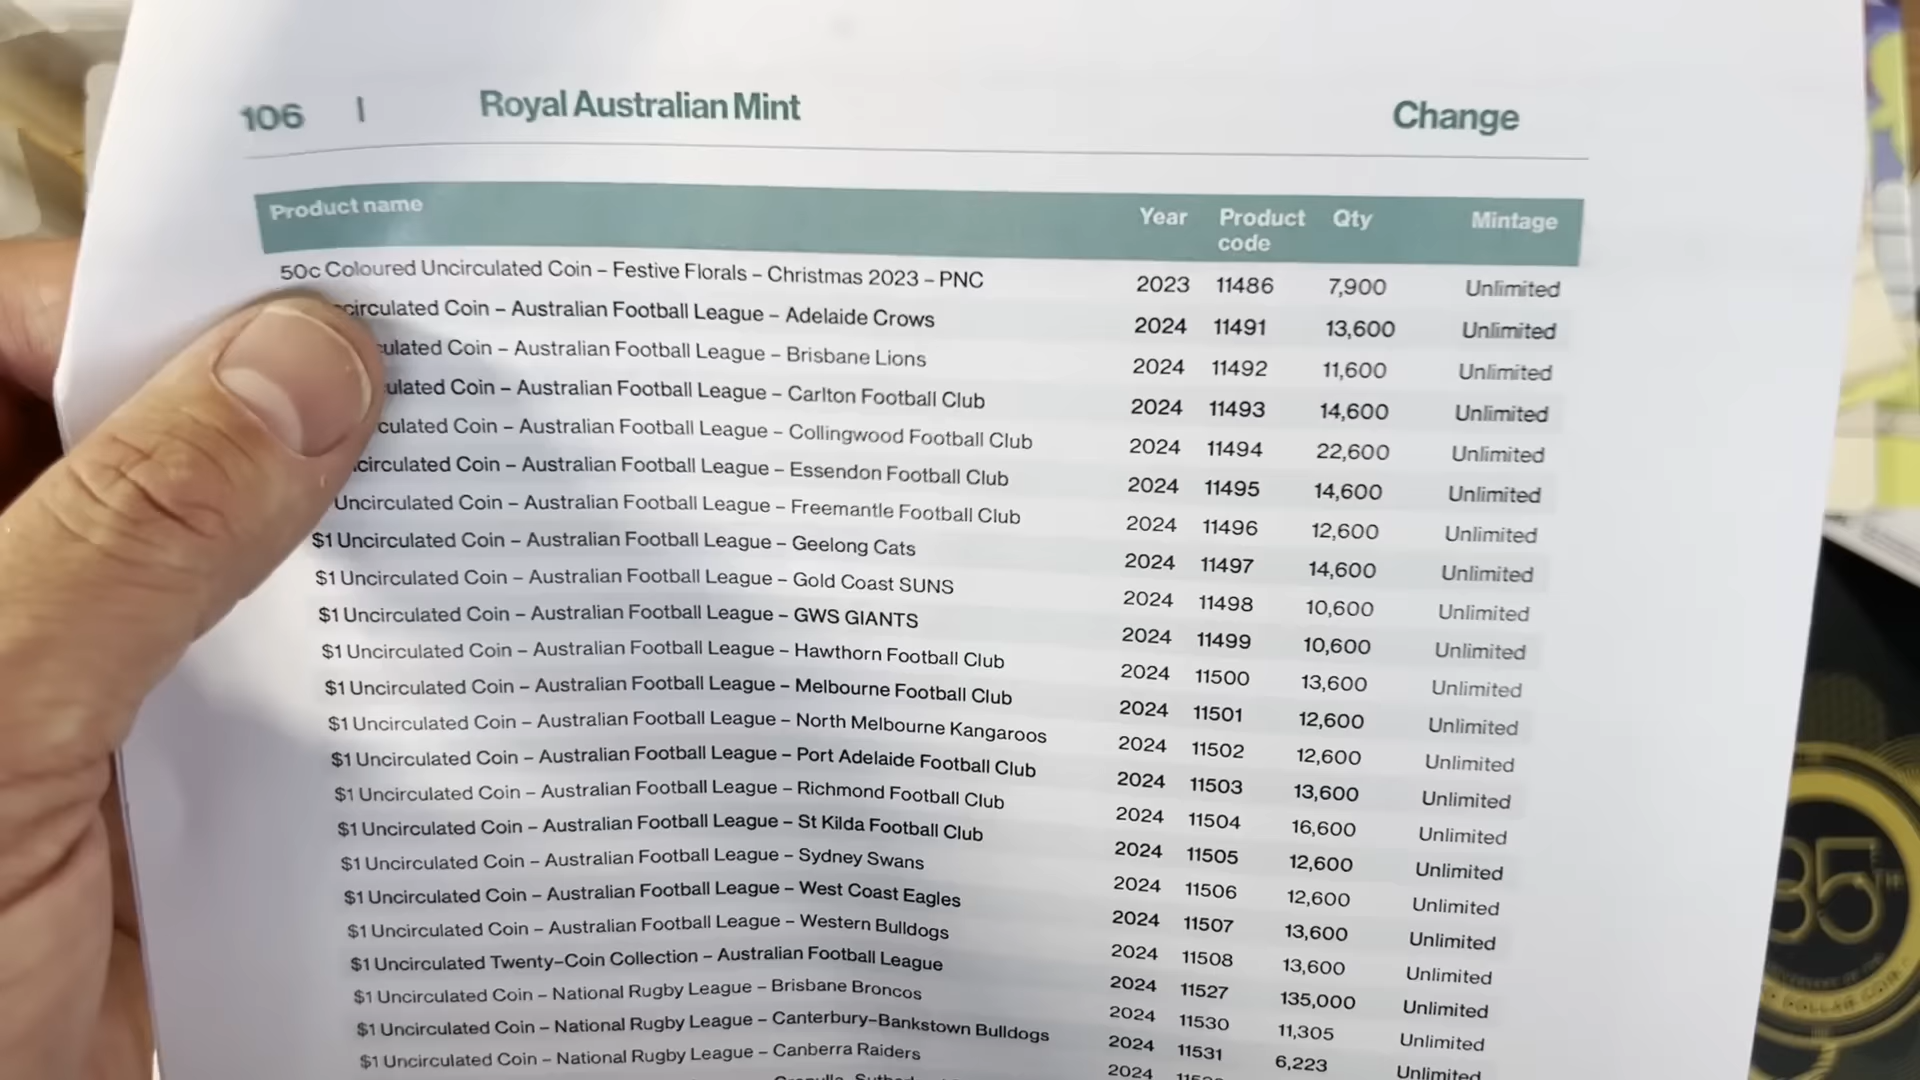 106 | Royal Australian Mint Change
Product name Year Product code Qty Mintage
50c Coloured Uncirculated Coin – Festive Florals – Christmas 2023 – PNC 2023 11486 7,900 Unlimited
Coin – Australian Football League – Adelaide Crows 2024 11491 13,600 Unlimited
Coin – Australian Football League – Brisbane Lions 2024 11492 11,600 Unlimited
Coin – Australian Football League – Carlton Football Club 2024 11493 14,600 Unlimited
Coin – Australian Football League – Collingwood Football Club 2024 11494 22,600 Unlimited
Coin – Australian Football League – Essendon Football Club 2024 11495 14,600 Unlimited
Uncirculated Coin – Australian Football League – Freemantle Football Club 2024 11496 12,600 Unlimited
$1 Uncirculated Coin – Australian Football League – Geelong Cats 2024 11497 14,600 Unlimited
$1 Uncirculated Coin – Australian Football League – Gold Coast SUNS 2024 11498 10,600 Unlimited
$1 Uncirculated Coin – Australian Football League – GWS GIANTS 2024 11499 10,600 Unlimited
$1 Uncirculated Coin – Australian Football League – Hawthorn Football Club 2024 11500 13,600 Unlimited
$1 Uncirculated Coin – Australian Football League – Melbourne Football Club 2024 11501 12,600 Unlimited
$1 Uncirculated Coin – Australian Football League – North Melbourne Kangaroos 2024 11502 12,600 Unlimited
$1 Uncirculated Coin – Australian Football League – Port Adelaide Football Club 2024 11503 13,600 Unlimited
$1 Uncirculated Coin – Australian Football League – Richmond Football Club 2024 11504 16,600 Unlimited
$1 Uncirculated Coin – Australian Football League – St Kilda Football Club 2024 11505 12,600 Unlimited
$1 Uncirculated Coin – Australian Football League – Sydney Swans 2024 11506 12,600 Unlimited
$1 Uncirculated Coin – Australian Football League – West Coast Eagles 2024 11507 13,600 Unlimited
$1 Uncirculated Coin – Australian Football League – Western Bulldogs 2024 11508 13,600 Unlimited
$1 Uncirculated Twenty–Coin Collection – Australian Football League 2024 11527 135,000 Unlimited
$1 Uncirculated Coin – National Rugby League – Brisbane Broncos 2024 11530 11,305 Unlimited
$1 Uncirculated Coin – National Rugby League – Canterbury–Bankstown Bulldogs 2024 11531 6,223 Unlimited
$1 Uncirculated Coin – National Rugby League – Canberra Raiders 2024
35TH
DOLLAR COIN